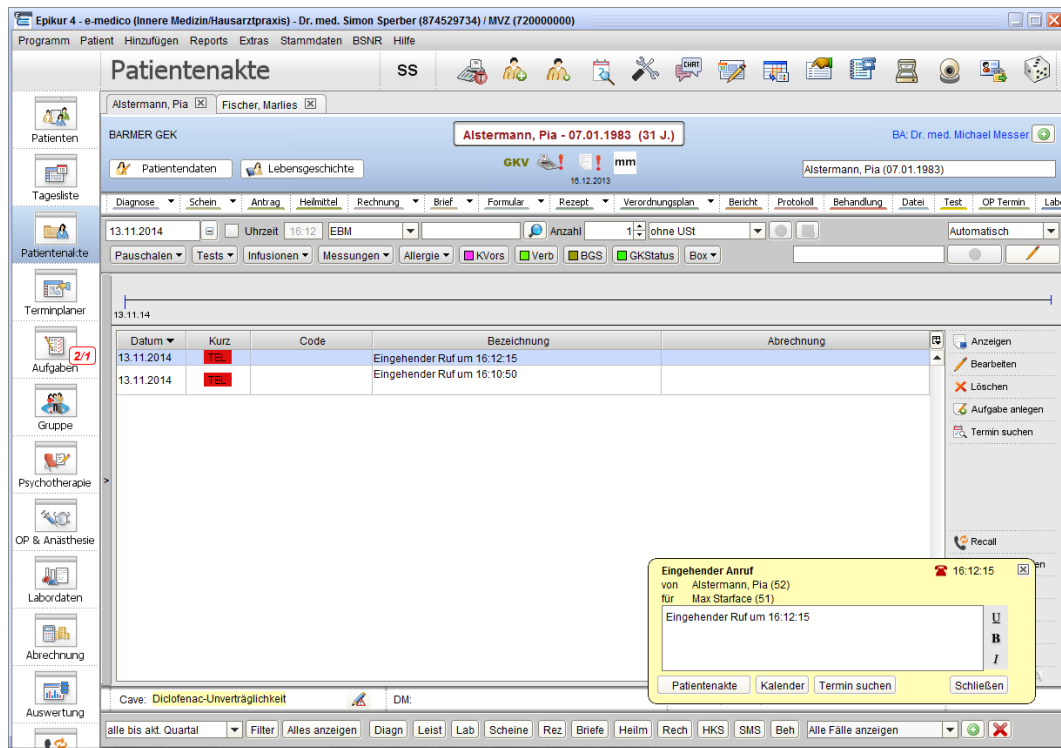 Epikur 4 - e-medico (Innere Medizin/Hausarztpraxis) - Dr. med. Simon Sperber (874529734) / MVZ (720000000)
Programm Patient Hinzufügen Reports Extras Stammdaten BSNR Hilfe
Patientenakte SS CHAT
Alstermann, Pia Fischer, Marlies
Patienten
BARMER GEK Alstermann, Pia - 07.01.1983 (31 J.) BA: Dr. med. Michael Messer
Patientendaten Lebensgeschichte GKV mm Alstermann, Pia (07.01.1983)
16.12.2013
Tagesliste
Diagnose Schein Antrag Heilmittel Rechnung Brief Formular Rezept Verordnungsplan Bericht Protokoll Behandlung Datei Test OP Termin Lab
13.11.2014 Uhrzeit 16:12 EBM Anzahl 1 ohne USt Automatisch
Patientenakte
Pauschalen Tests Infusionen Messungen Allergie KVors Verb BGS GKStatus Box
Terminplaner
13.11.14
Datum Kurz Code Bezeichnung Abrechnung
13.11.2014 TEL Eingehender Ruf um 16:12:15
13.11.2014 TEL Eingehender Ruf um 16:10:50
Anzeigen
Bearbeiten
Löschen
Aufgabe anlegen
Termin suchen
2/1
Aufgaben
Gruppe
Psychotherapie
>
OP & Anästhesie
Recall
en
Labordaten
Abrechnung
Auswertung
Eingehender Anruf 16:12:15
von Alstermann, Pia (52)
für Max Starface (51)
Eingehender Ruf um 16:12:15
U
B
I
Patientenakte Kalender Termin suchen Schließen
Cave: Diclofenac-Unverträglichkeit DM:
alle bis akt. Quartal Filter Alles anzeigen Diagn Leist Lab Scheine Rez Briefe Heilm Rech HKS SMS Beh Alle Fälle anzeigen